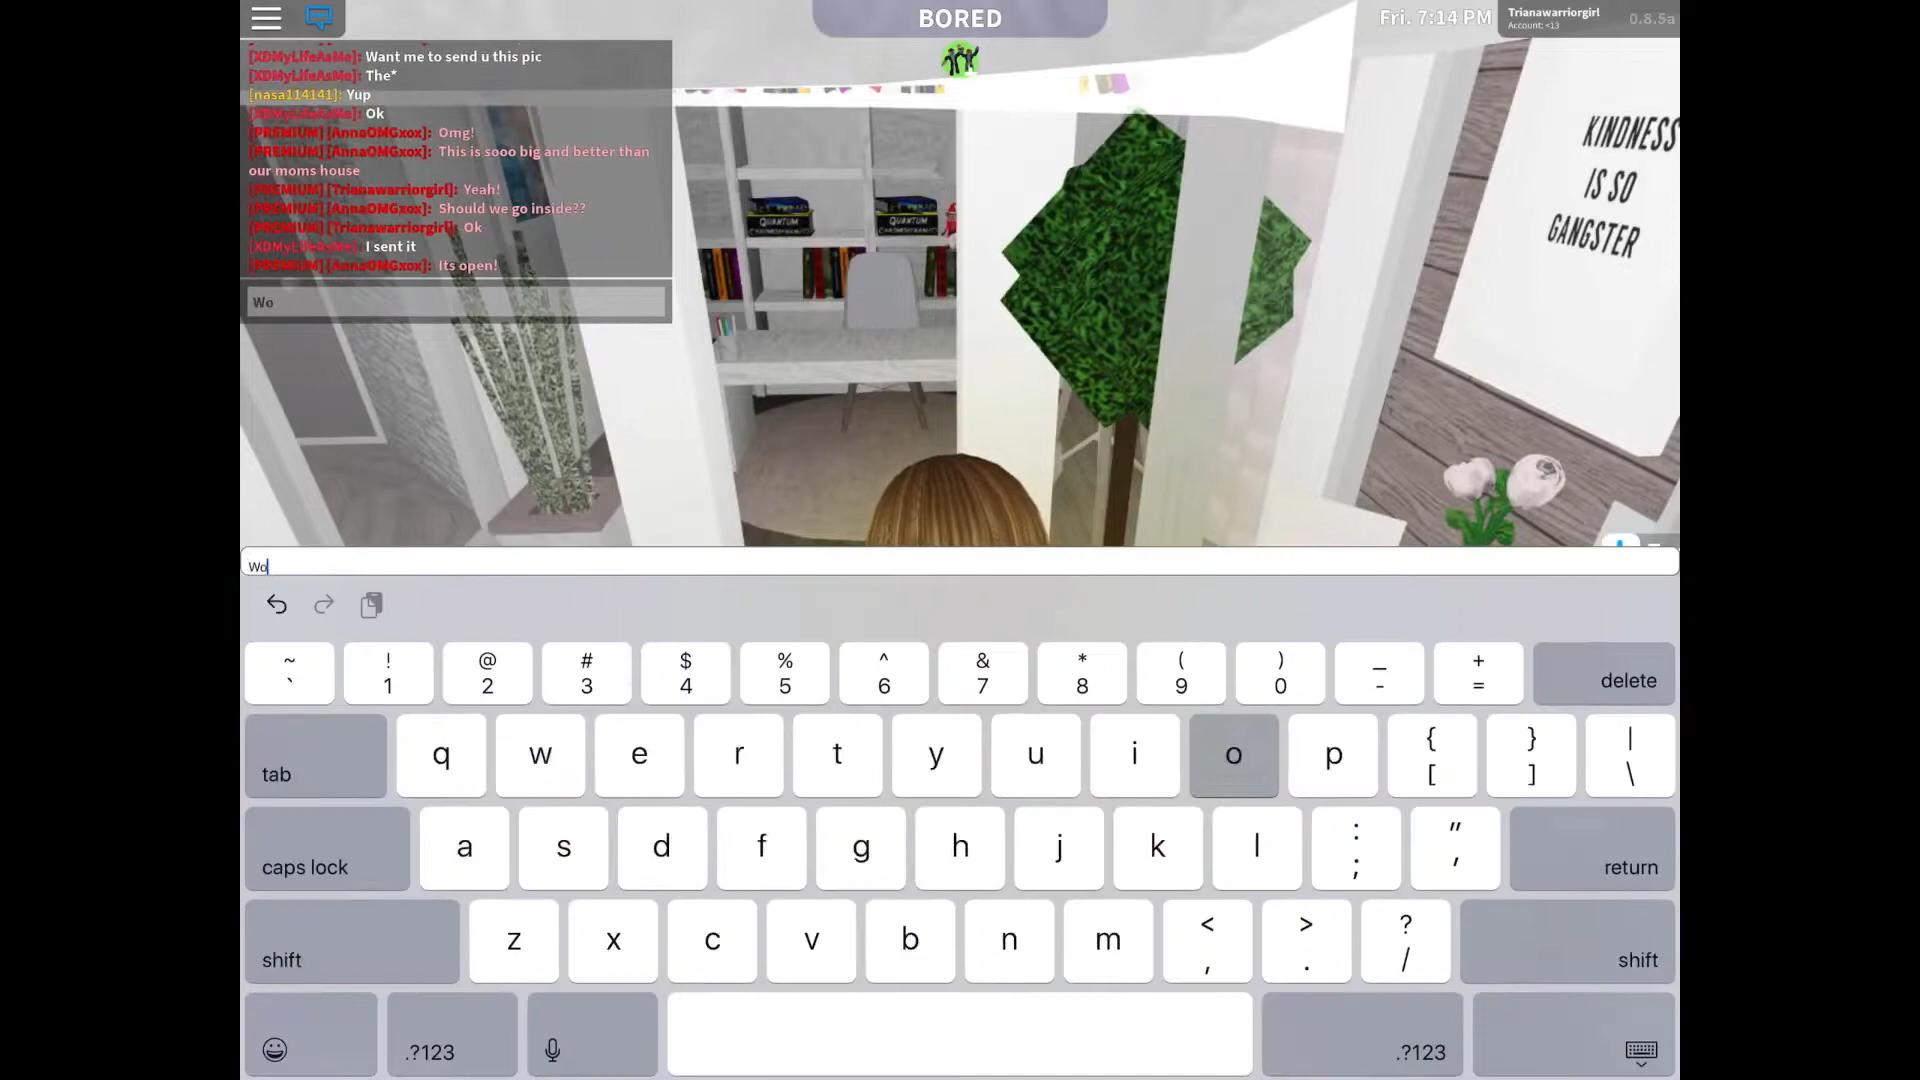 BORED
Fri. 7:14 PM
Trianawarriorgirl
Account: <13
0.8.5a
[XDMyLifeAsMe]: Want me to send u this pic
[XDMyLifeAsMe]: The*
[nasa114141]: Yup
[XDMyLifeAsMe]: Ok
[PREMIUM] [AnnaOMGxox]: Omg!
[PREMIUM] [AnnaOMGxox]: This is sooo big and better than
our moms house
[PREMIUM] [Trianawarriorgirl]: Yeah!
[PREMIUM] [AnnaOMGxox]: Should we go inside??
[PREMIUM] [Trianawarriorgirl]: Ok
[XDMyLifeAsMe]: I sent it
[PREMIUM] [AnnaOMGxox]: Its open!
Wo
QUANTUM
QUANTUM
KINDNESS
IS SO
GANGSTER
Wo
~ ! @ # $ % ^ & * ( ) _ +
` 1 2 3 4 5 6 7 8 9 0 - = delete
tab q w e r t y u i o p { [ } ] | \
caps lock a s d f g h j k l : ; " ' return
shift z x c v b n m < , > . ? / shift
.?123 .?123